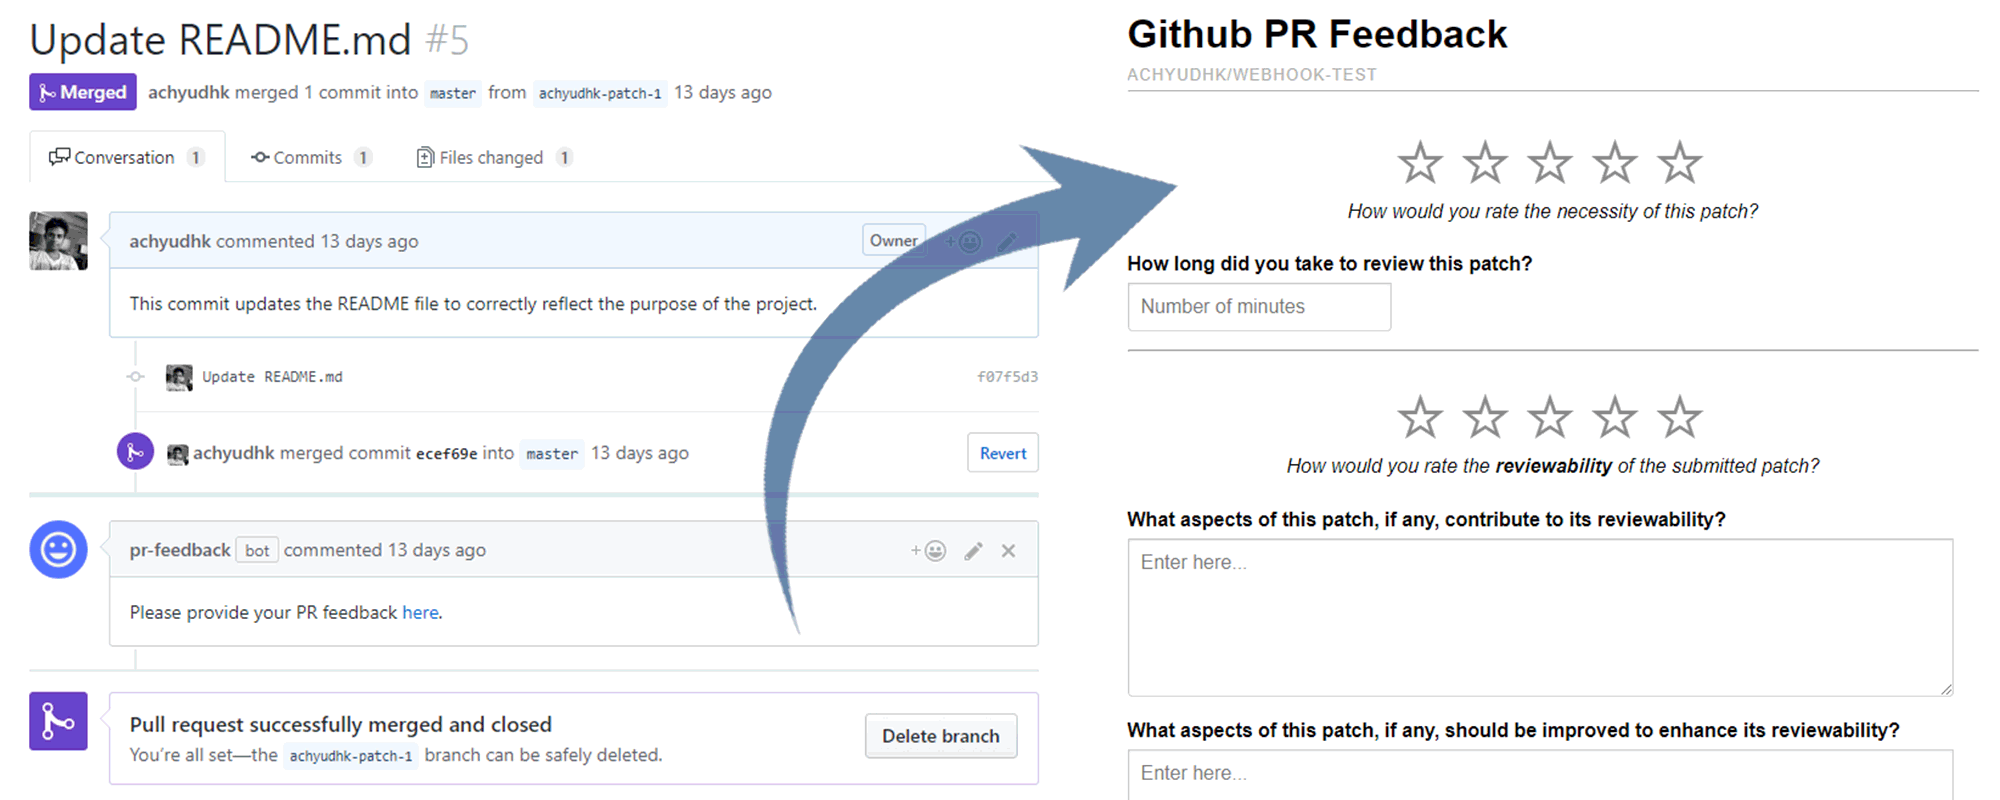 Update README.md #5
Merged achyudhk merged 1 commit into master from achyudhk-patch-1 13 days ago
Conversation 1 Commits 1 Files changed 1
achyudhk commented 13 days ago Owner
This commit updates the README file to correctly reflect the purpose of the project.
Update README.md f07f5d3
achyudhk merged commit ecef69e into master 13 days ago Revert
pr-feedback bot commented 13 days ago
Please provide your PR feedback here.
Pull request successfully merged and closed
You're all set—the achyudhk-patch-1 branch can be safely deleted.
Delete branch
Github PR Feedback
ACHYUDHK/WEBHOOK-TEST
How would you rate the necessity of this patch?
How long did you take to review this patch?
Number of minutes
How would you rate the reviewability of the submitted patch?
What aspects of this patch, if any, contribute to its reviewability?
Enter here...
What aspects of this patch, if any, should be improved to enhance its reviewability?
Enter here...